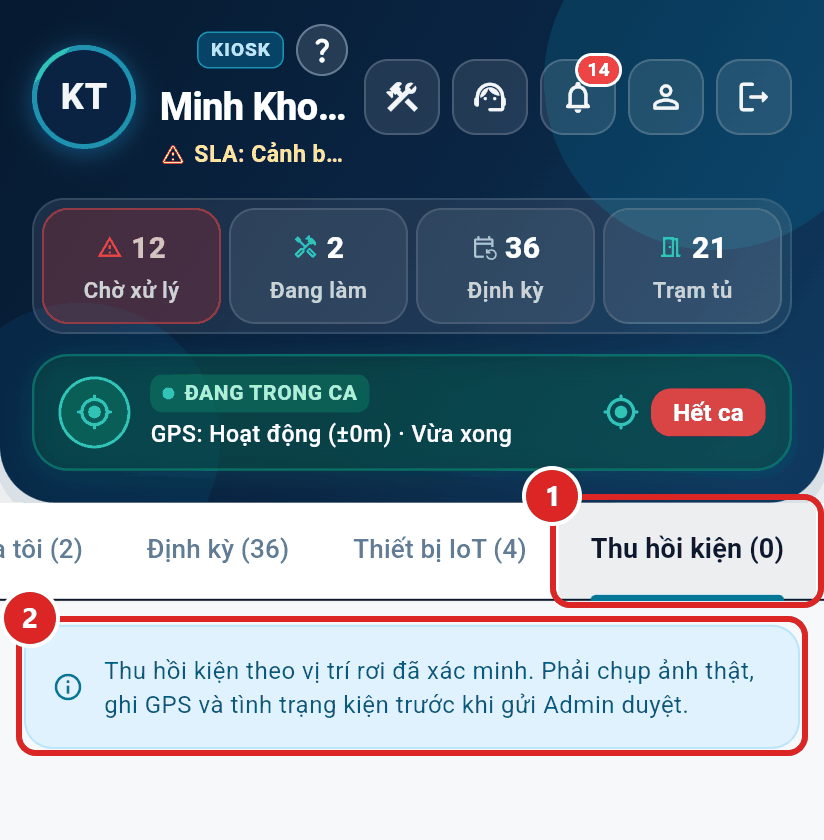 KIOSK
?
KT
Minh Kho...
SLA: Cảnh b...
14
12
Chờ xử lý
2
Đang làm
36
Định kỳ
21
Trạm tủ
ĐANG TRONG CA
GPS: Hoạt động (±0m) · Vừa xong
Hết ca
1
a tôi (2)
Định kỳ (36)
Thiết bị IoT (4)
Thu hồi kiện (0)
2
Thu hồi kiện theo vị trí rơi đã xác minh. Phải chụp ảnh thật,
ghi GPS và tình trạng kiện trước khi gửi Admin duyệt.